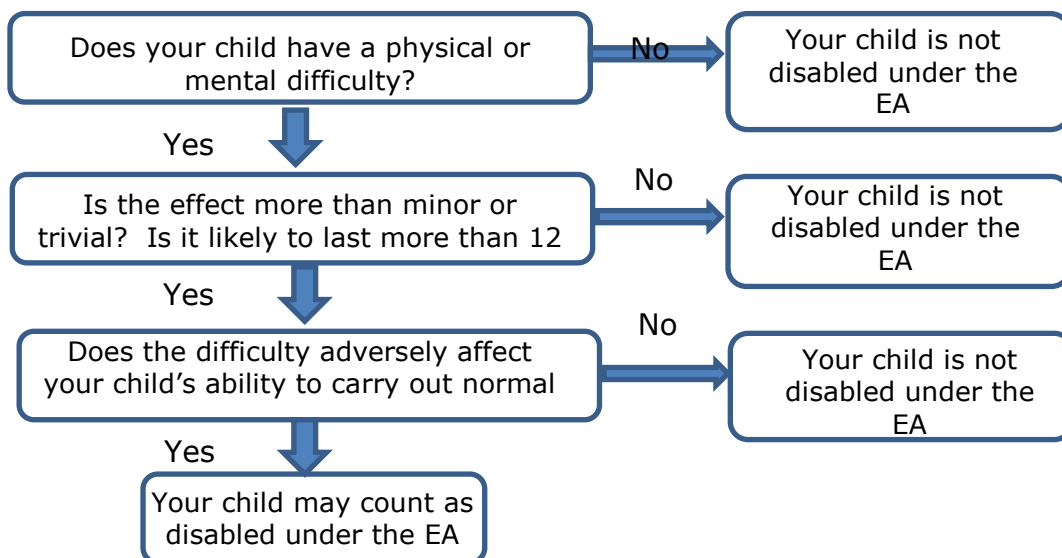 Does your child have a physical or
mental difficulty?
No
Your child is not
disabled under the
EA
Yes
Is the effect more than minor or
trivial?  Is it likely to last more than 12
No
Your child is not
disabled under the
EA
Yes
Does the difficulty adversely affect
your child’s ability to carry out normal
No
Your child is not
disabled under the
EA
Yes
Your child may count as
disabled under the EA